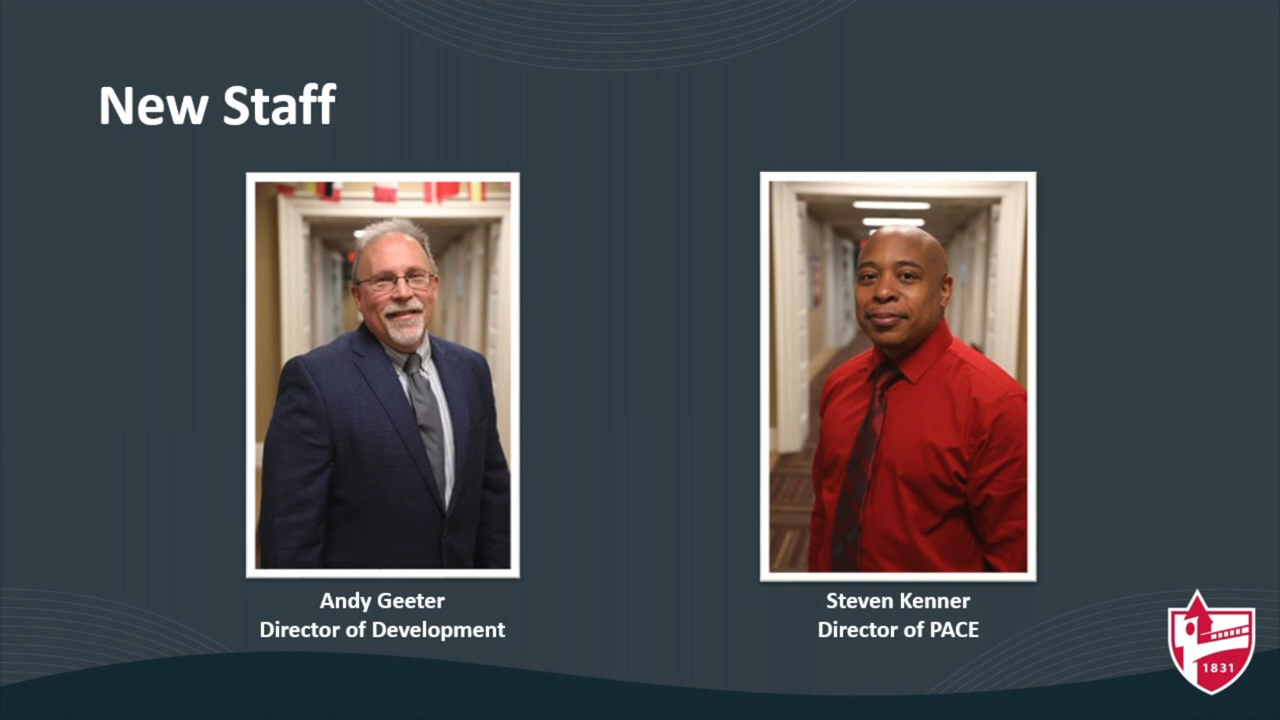 New Staff
Andy Geeter
Director of Development
Steven Kenner
Director of PACE
1831